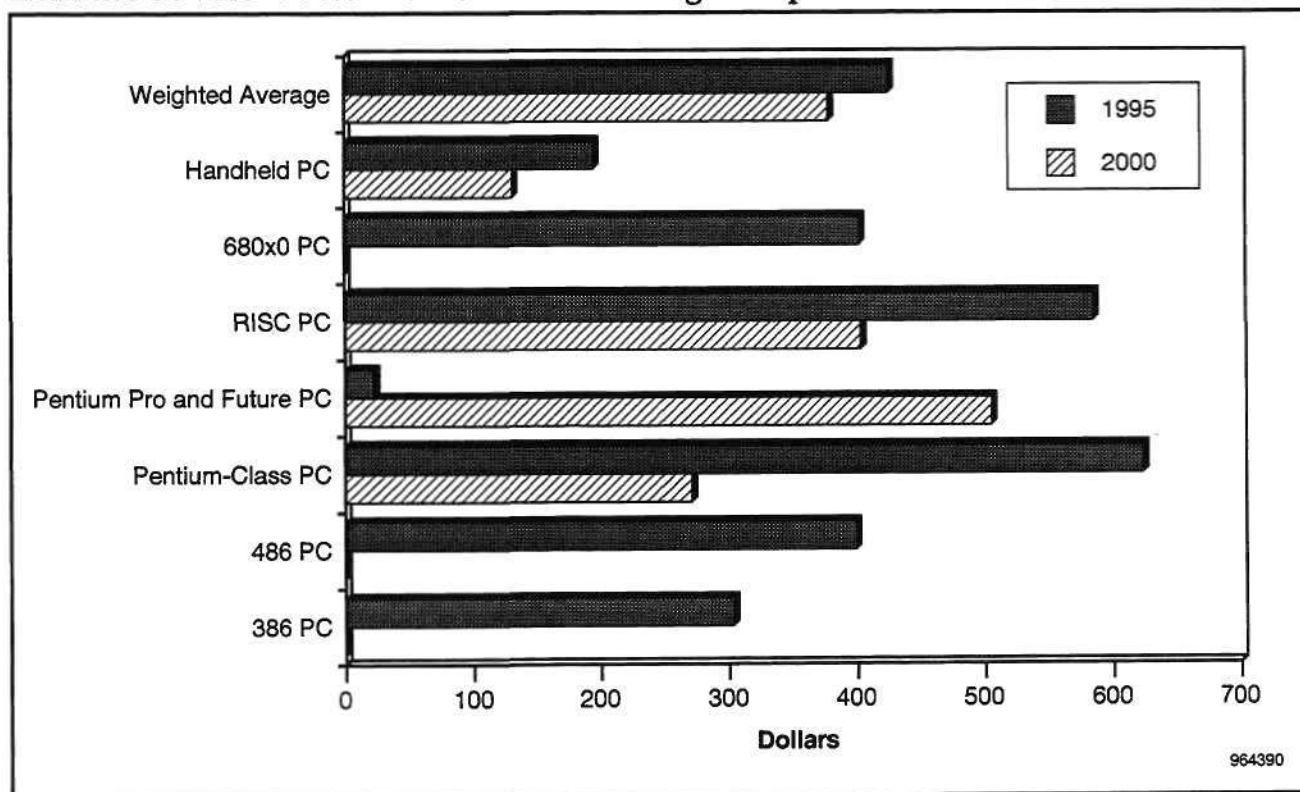 Weighted Average
Handheld PC
680x0 PC
RISC PC
Pentium Pro and Future PC
Pentium-Class PC
486 PC
386 PC
1995
2000
0 100 200 300 400 500 600 700
Dollars
964390